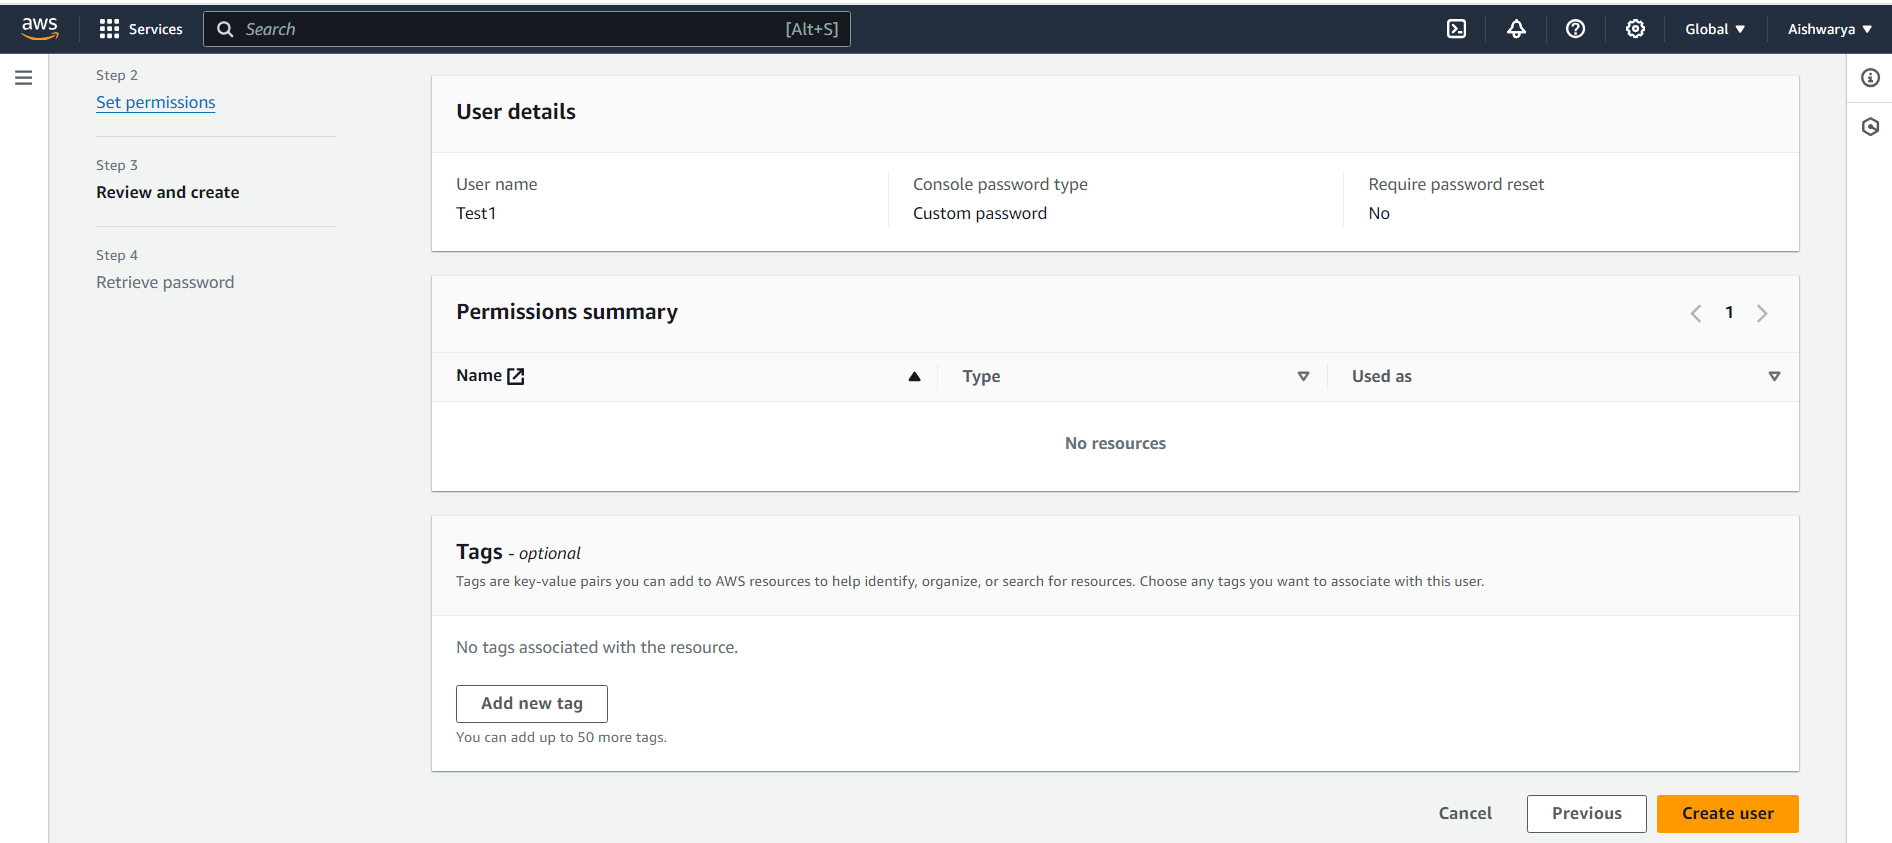 aws
Services
Search
[Alt+S]
Global
Aishwarya
Step 2
Set permissions
Step 3
Review and create
Step 4
Retrieve password
User details
User name
Test1
Console password type
Custom password
Require password reset
No
Permissions summary
1
Name
Type
Used as
No resources
Tags - optional
Tags are key-value pairs you can add to AWS resources to help identify, organize, or search for resources. Choose any tags you want to associate with this user.
No tags associated with the resource.
Add new tag
You can add up to 50 more tags.
Cancel
Previous
Create user